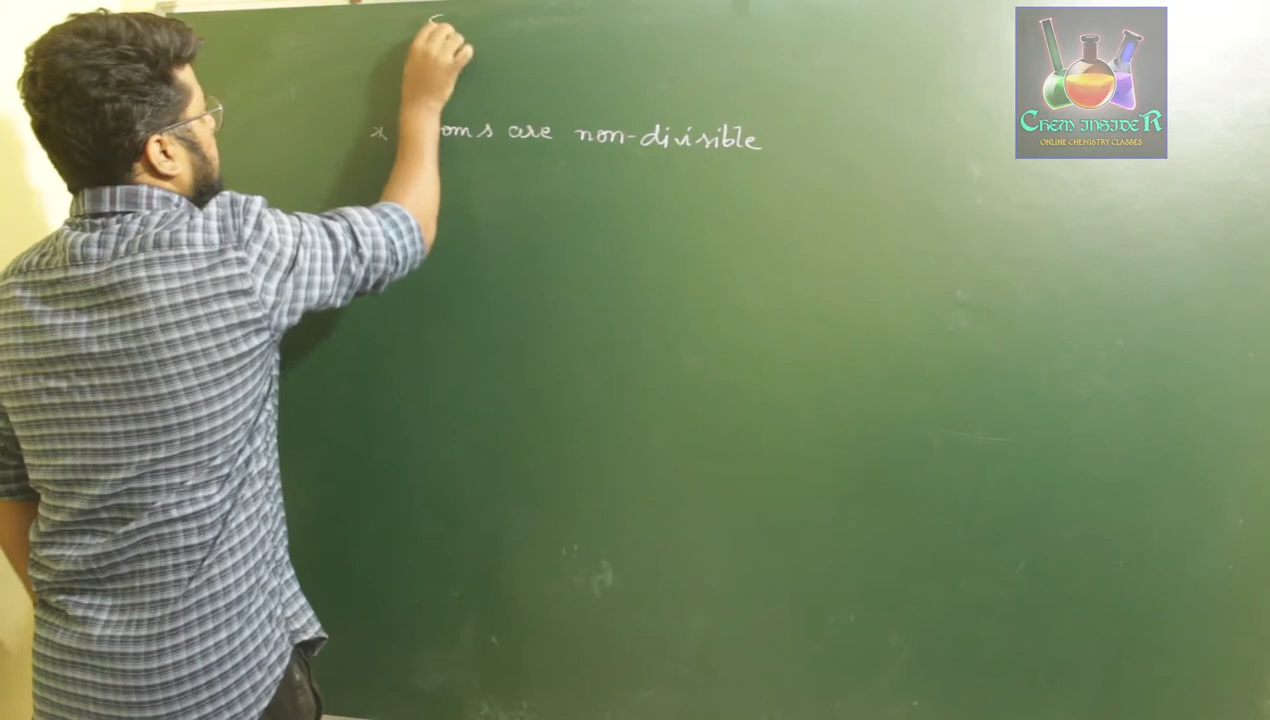 * oms are non-divisible
CHEM INSIDER
ONLINE CHEMISTRY CLASSES